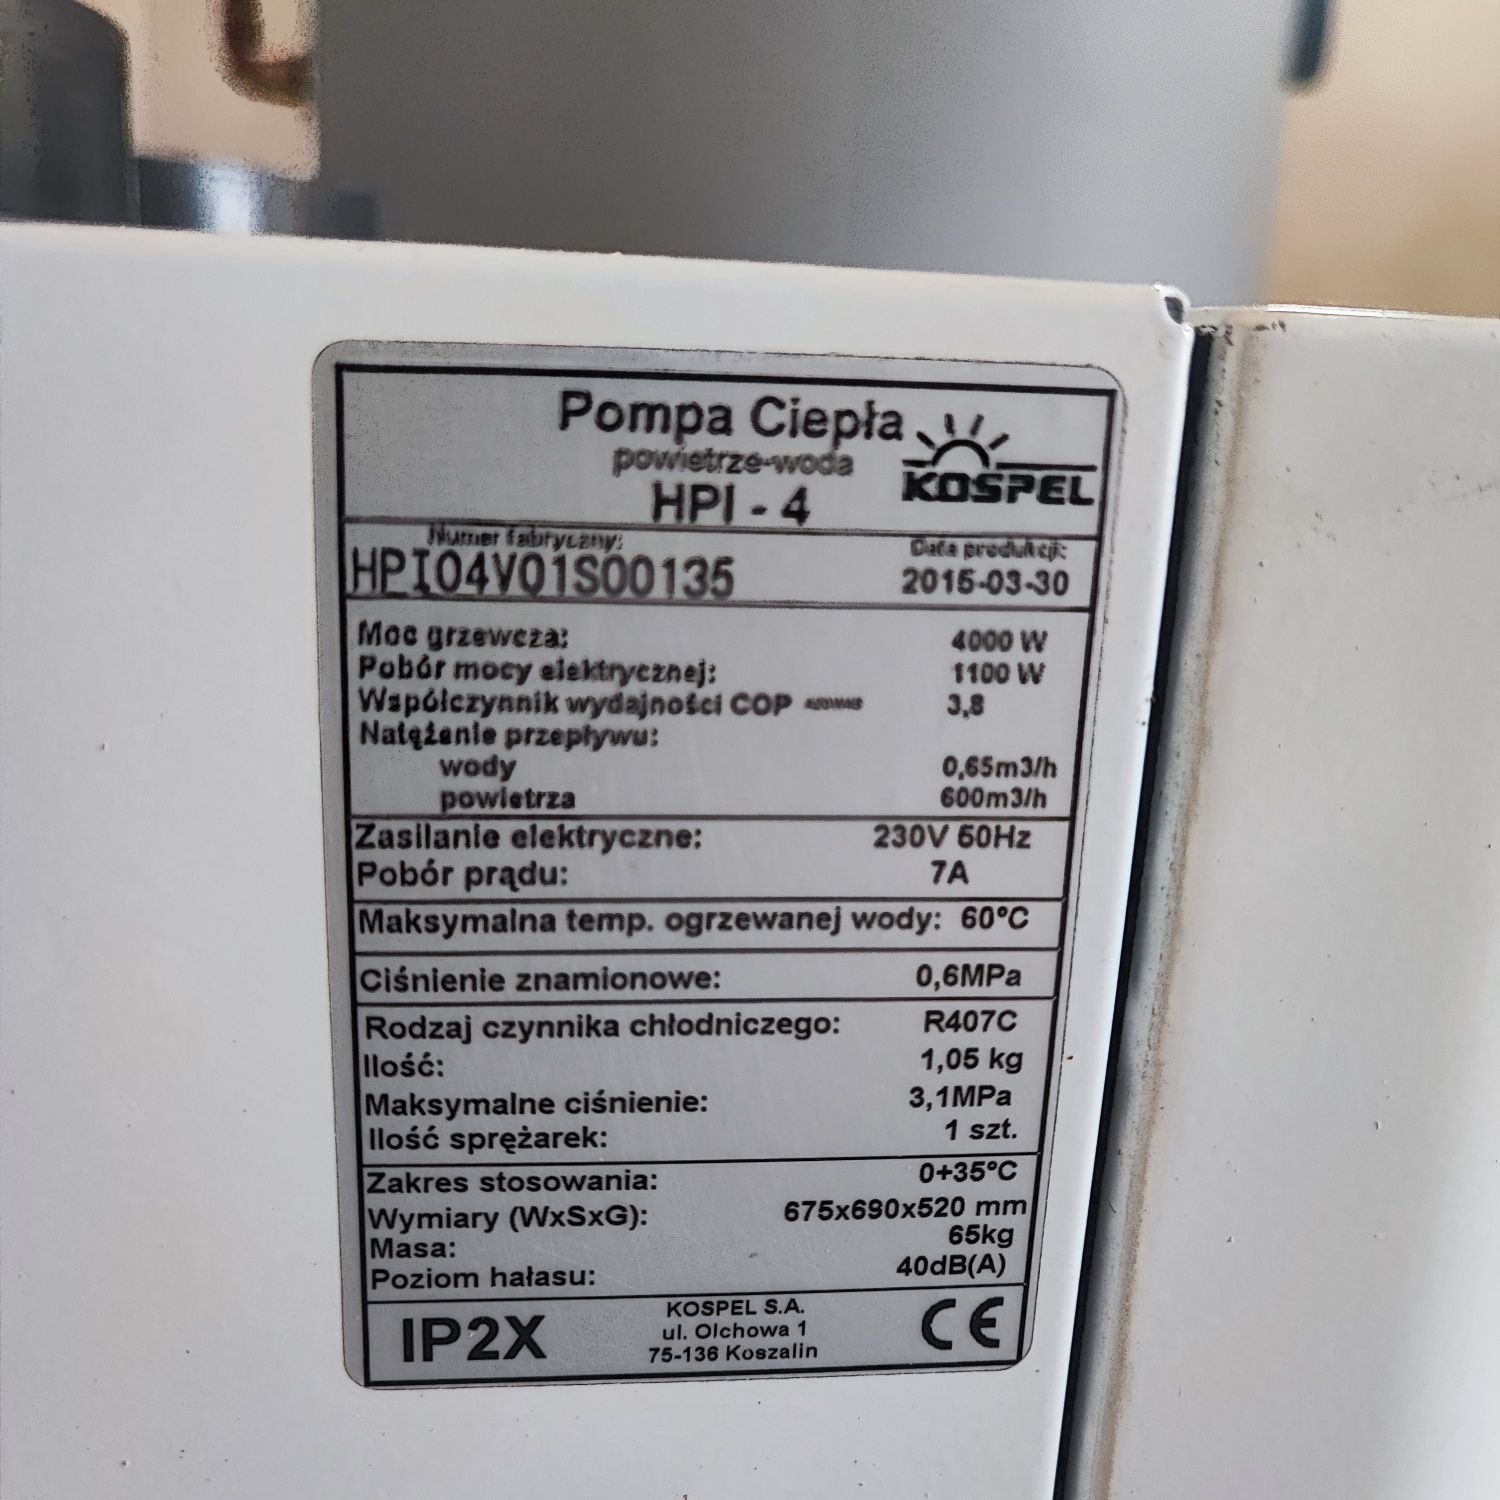 Pompa Ciepła
powietrze-woda
HPI - 4
KOSPEL
Numer fabryczny: Data produkcji:
HPI04V01S00135 2015-03-30
Moc grzewcza: 4000 W
Pobór mocy elektrycznej: 1100 W
Współczynnik wydajności COP 3,8
Natężenie przepływu:
wody 0,65m3/h
powietrza 600m3/h
Zasilanie elektryczne: 230V 50Hz
Pobór prądu: 7A
Maksymalna temp. ogrzewanej wody: 60°C
Ciśnienie znamionowe: 0,6MPa
Rodzaj czynnika chłodniczego: R407C
Ilość: 1,05 kg
Maksymalne ciśnienie: 3,1MPa
Ilość sprężarek: 1 szt.
Zakres stosowania: 0+35°C
Wymiary (WxSxG): 675x690x520 mm
Masa: 65kg
Poziom hałasu: 40dB(A)
IP2X
KOSPEL S.A.
ul. Olchowa 1
75-136 Koszalin
CE